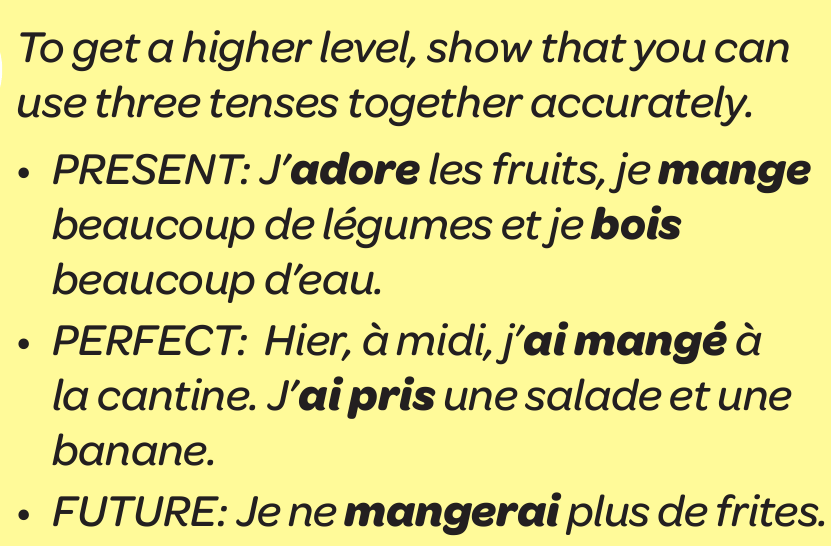 To get a higher level, show that you can
use three tenses together accurately.
• PRESENT: J'adore les fruits, je mange
beaucoup de légumes et je bois
beaucoup d'eau.
• PERFECT: Hier, à midi, j'ai mangé à
la cantine. J'ai pris une salade et une
banane.
• FUTURE: Je ne mangerai plus de frites.